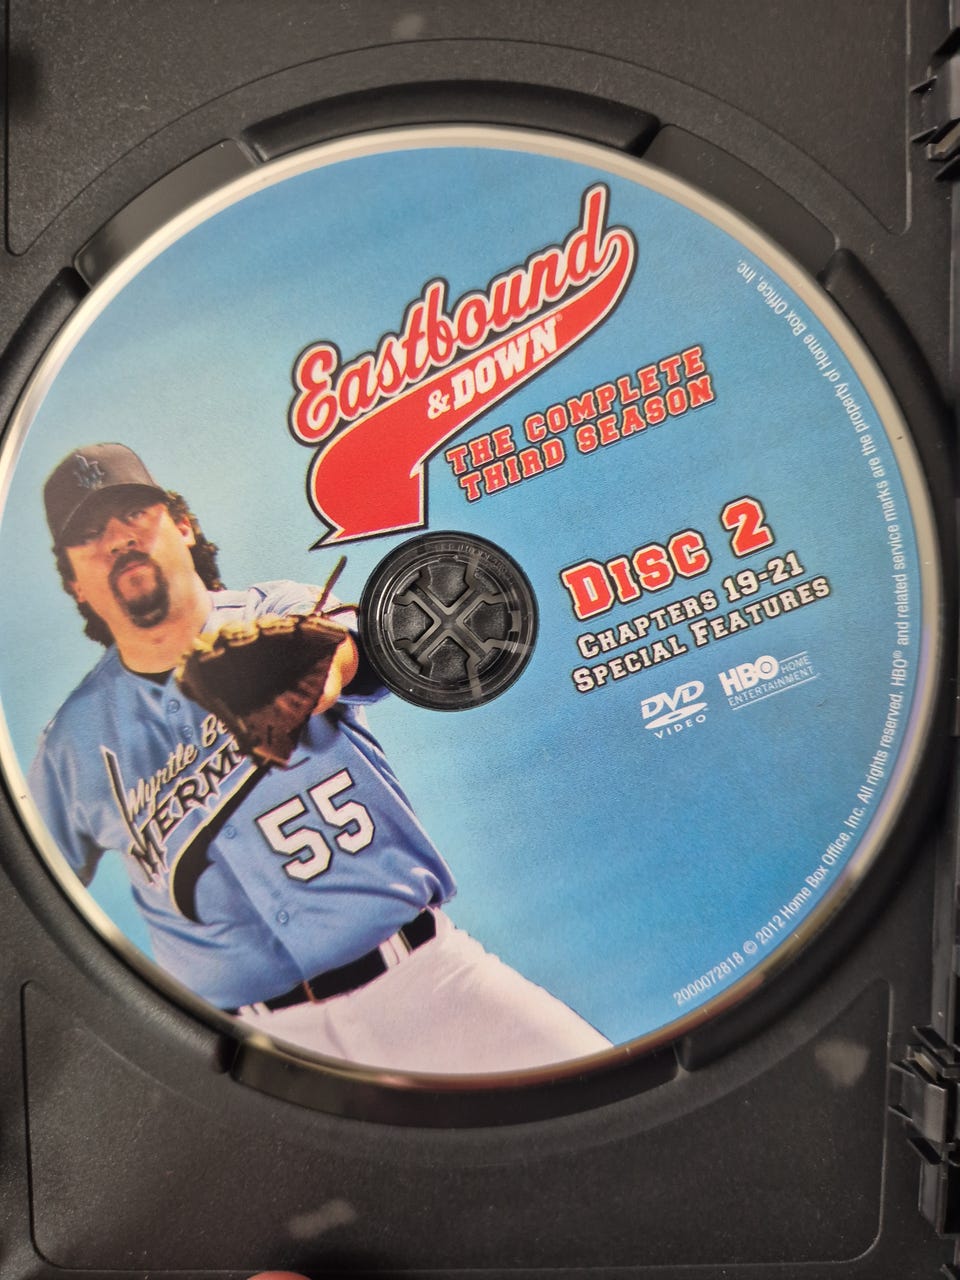 Eastbound
& DOWN®
THE COMPLETE
THIRD SEASON
DISC 2
CHAPTERS 19-21
SPECIAL FEATURES
DVD
VIDEO
HBO HOME
ENTERTAINMENT
Myrtle
55
2000072818 © 2012 Home Box Office, Inc. All rights reserved. HBO® and related service marks are the property of Home Box Office, Inc.